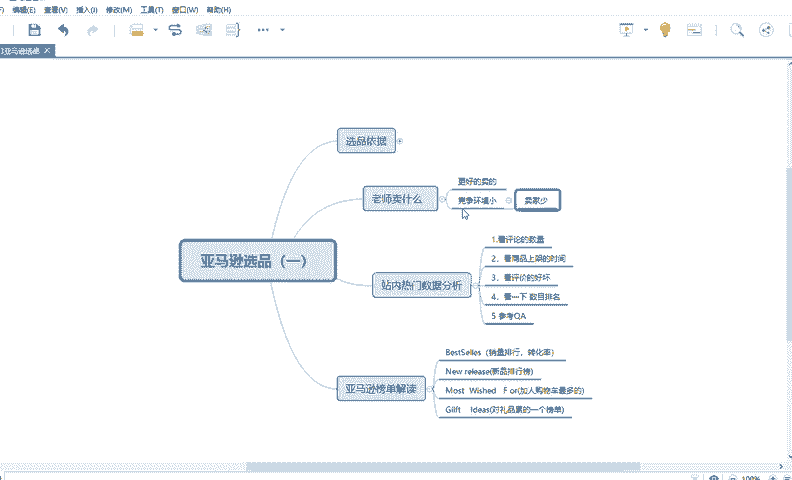 编辑(E) 查看(V) 插入(I) 修改(M) 工具(T) 窗口(W) 帮助(H)
亚马逊选品
选品依据
老师卖什么
更好的卖的
竞争环境小
卖家少
亚马逊选品（一）
站内热门数据分析
1.看评论的数量
2．看商品上架的时间
3．看评价的好坏
4．看一下 数目排名
5 参考QA
亚马逊榜单解读
BestSelles（销量排行，转化率）
New release(新品排行榜)
Most Wished F or(加入购物车最多的)
Gilft Ideas(对礼品累的一个榜单)
100%